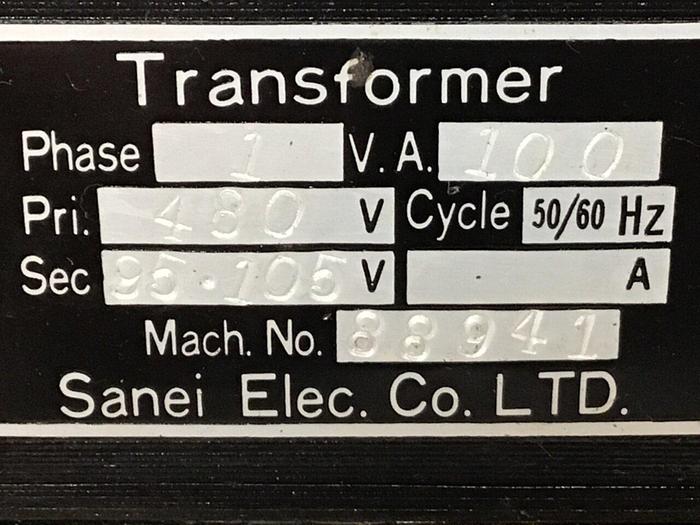 Transformer
Phase 1 V.A. 100
Pri. 480 V Cycle 50/60 Hz
Sec 95·105 V A
Mach. No. 88941
Sanei Elec. Co. LTD.